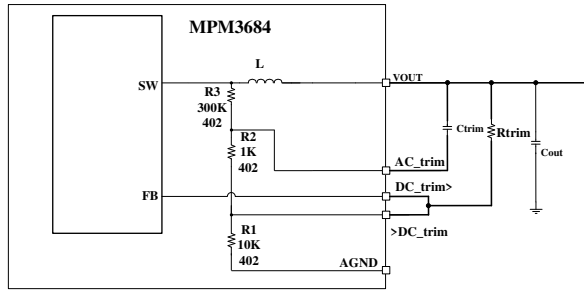 MPM3684
L
SW
VOUT
R3
300K
402
Ctrim
Rtrim
Cout
R2
1K
402
AC_trim
FB
DC_trim>
>DC_trim
R1
10K
402
AGND